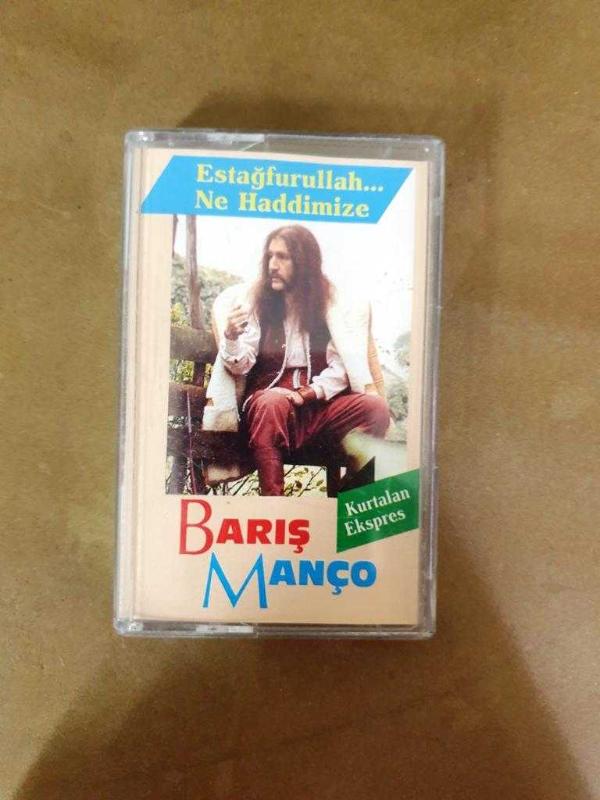 Estağfurullah...
Ne Haddimize
Kurtalan
Ekspres
BARIŞ
MANÇO